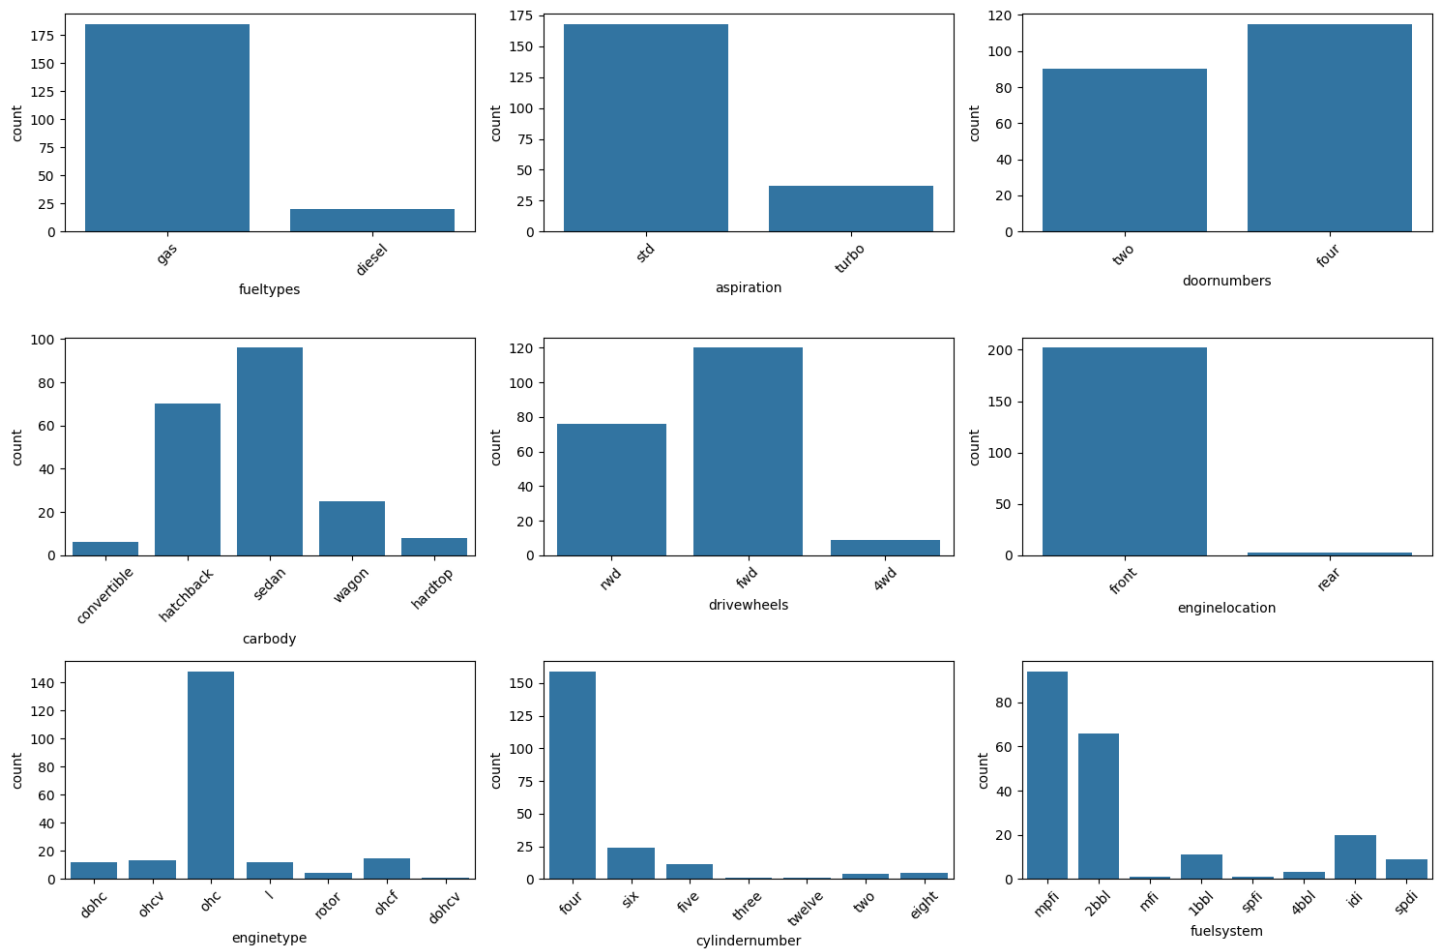 175
150
125
100
75
50
25
0
count
gas
diesel
fueltypes
175
150
125
100
75
50
25
0
count
std
turbo
aspiration
120
100
80
60
40
20
0
count
two
four
doornumbers
100
80
60
40
20
0
count
convertible
hatchback
sedan
wagon
hardtop
carbody
120
100
80
60
40
20
0
count
rwd
fwd
4wd
drivewheels
200
150
100
50
0
count
front
rear
enginelocation
140
120
100
80
60
40
20
0
count
dohc
ohcv
ohc
l
rotor
ohcf
dohcv
enginetype
150
125
100
75
50
25
0
count
four
six
five
three
twelve
two
eight
cylindernumber
80
60
40
20
0
count
mpfi
2bbl
mfi
1bbl
spfi
4bbl
idi
spdi
fuelsystem